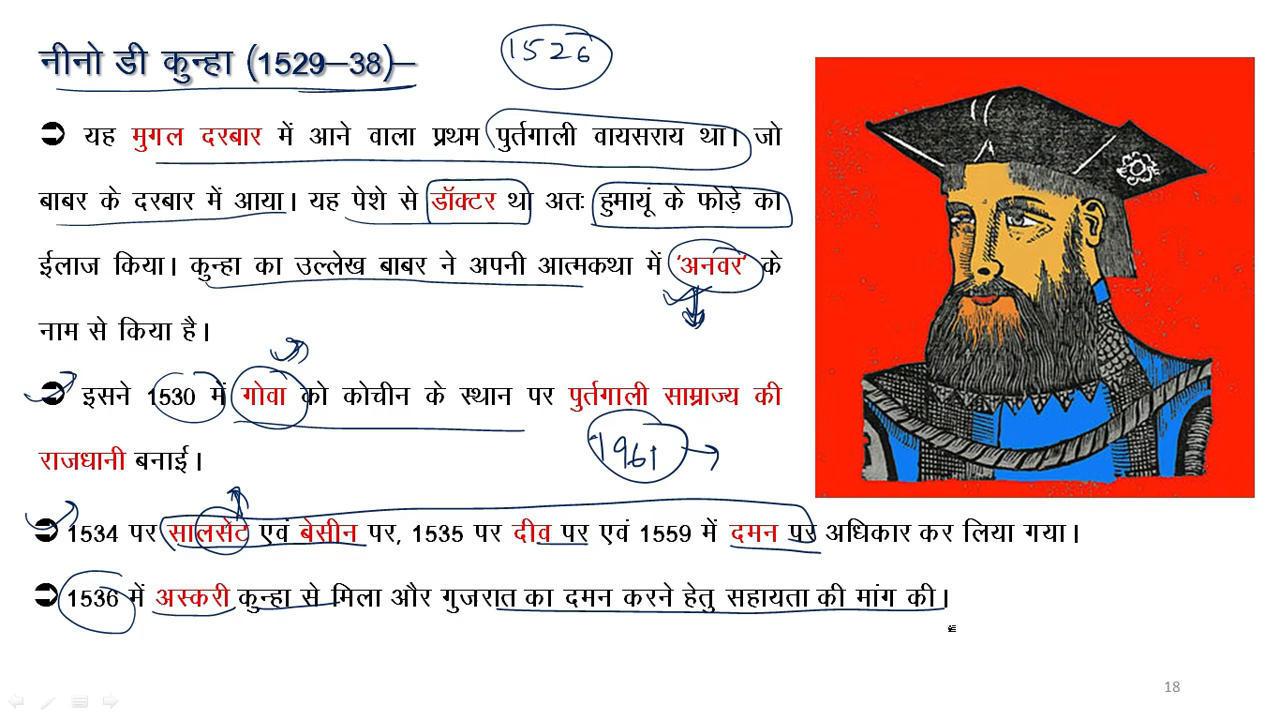 नीनो डी कुन्हा (1529–38)–
1526
यह मुगल दरबार में आने वाला प्रथम पुर्तगाली वायसराय था। जो
बाबर के दरबार में आया। यह पेशे से डॉक्टर था अतः हुमायूं के फोड़े का
ईलाज किया। कुन्हा का उल्लेख बाबर ने अपनी आत्मकथा में 'अनवर' के
नाम से किया है।
इसने 1530 में गोवा को कोचीन के स्थान पर पुर्तगाली साम्राज्य की
1961
राजधानी बनाई।
1534 पर सालसेट एवं बेसीन पर, 1535 पर दीव पर एवं 1559 में दमन पर अधिकार कर लिया गया।
1536 में अस्करी कुन्हा से मिला और गुजरात का दमन करने हेतु सहायता की मांग की।
18